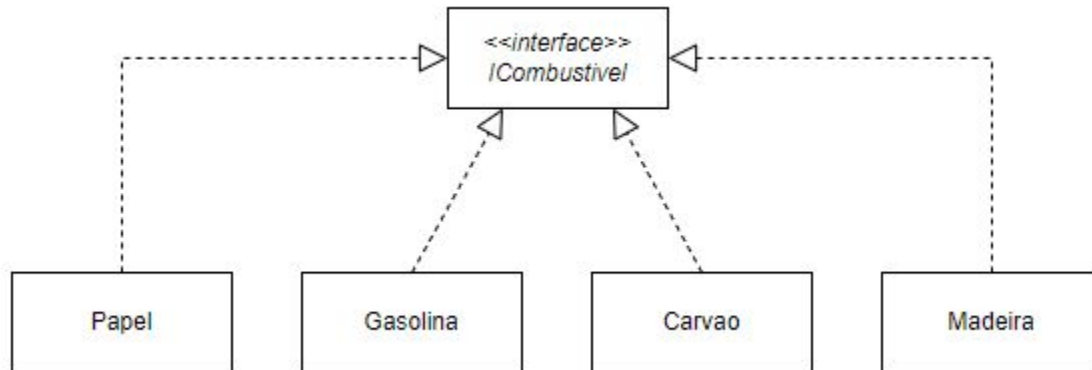 <<interface>>
ICombustivel
Papel
Gasolina
Carvao
Madeira